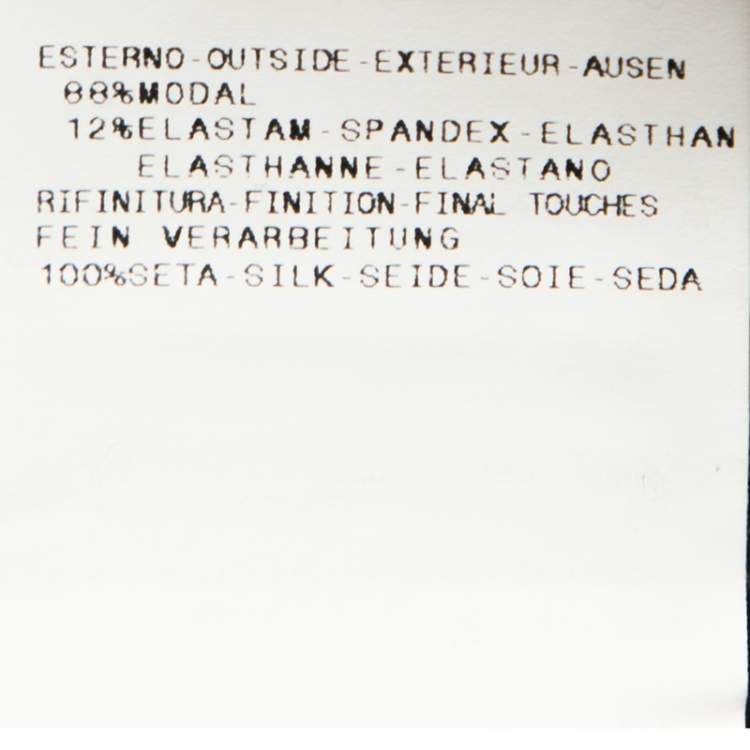 ESTERNO-OUTSIDE-EXTERIEUR-AUSEN
88%MODAL
12%ELASTAM-SPANDEX-ELASTHAN
ELASTHANNE-ELASTANO
RIFINITURA-FINITION-FINAL TOUCHES
FEIN VERARBEITUNG
100%SETA-SILK-SEIDE-SOIE-SEDA